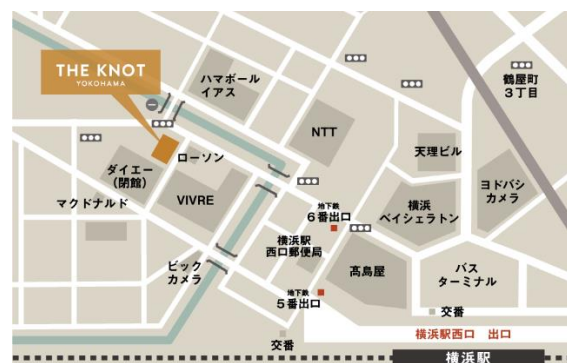 THE KNOT
YOKOHAMA
ハマボール
イアス
鶴屋町
3丁目
NTT
天理ビル
ローソン
ダイエー
(閉館)
VIVRE
マクドナルド
ヨドバシ
カメラ
横浜
ベイシェラトン
地下鉄
6番出口
横浜駅
西口郵便局
高島屋
バス
ターミナル
ビック
カメラ
地下鉄
5番出口
交番
交番
横浜駅西口 出口
横浜駅